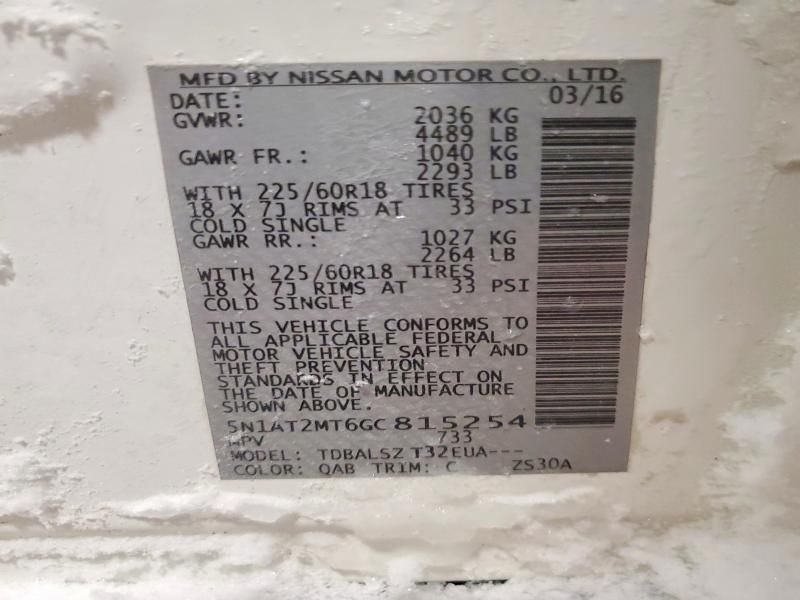 MFD BY NISSAN MOTOR CO., LTD.
DATE: 03/16
GVWR: 2036 KG
4489 LB
GAWR FR.: 1040 KG
2293 LB
WITH 225/60R18 TIRES
18 X 7J RIMS AT 33 PSI
COLD SINGLE
GAWR RR.: 1027 KG
2264 LB
WITH 225/60R18 TIRES
18 X 7J RIMS AT 33 PSI
COLD SINGLE
THIS VEHICLE CONFORMS TO
ALL APPLICABLE FEDERAL
MOTOR VEHICLE SAFETY AND
THEFT PREVENTION
STANDARDS IN EFFECT ON
THE DATE OF MANUFACTURE
SHOWN ABOVE.
5N1AT2MT6GC815254
MPV 733
MODEL: TDBALSZ T32EUA---
COLOR: QAB TRIM: C ZS30A